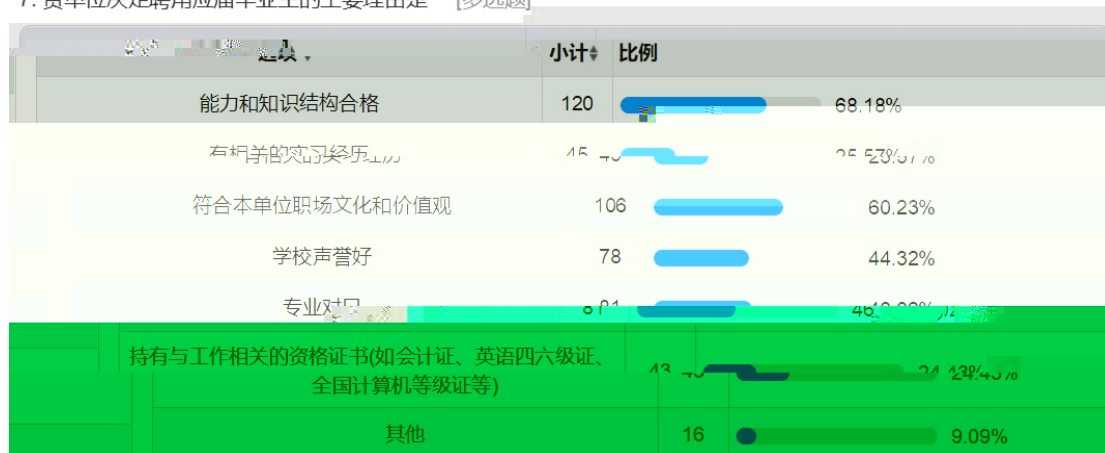 7. 贵单位决定聘用应届毕业生的主要理由是 [多选题]
选项 小计 比例
能力和知识结构合格 120 68.18%
有相关的实习经历 45 25.57%
符合本单位职场文化和价值观 106 60.23%
学校声誉好 78 44.32%
专业对口 81
持有与工作相关的资格证书(如会计证、英语四六级证、 43 24.43%
全国计算机等级证等)
其他 16 9.09%